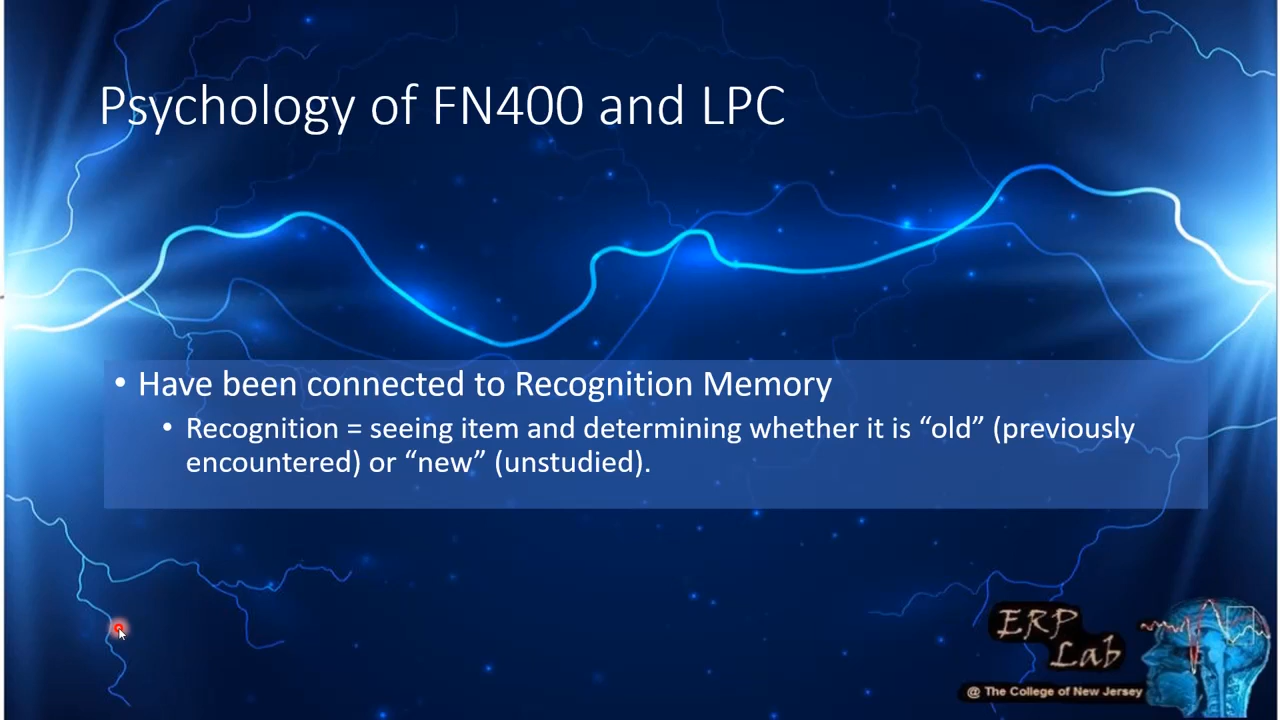 Psychology of FN400 and LPC
• Have been connected to Recognition Memory
• Recognition = seeing item and determining whether it is “old” (previously
encountered) or “new” (unstudied).
ERP
Lab
@ The College of New Jersey